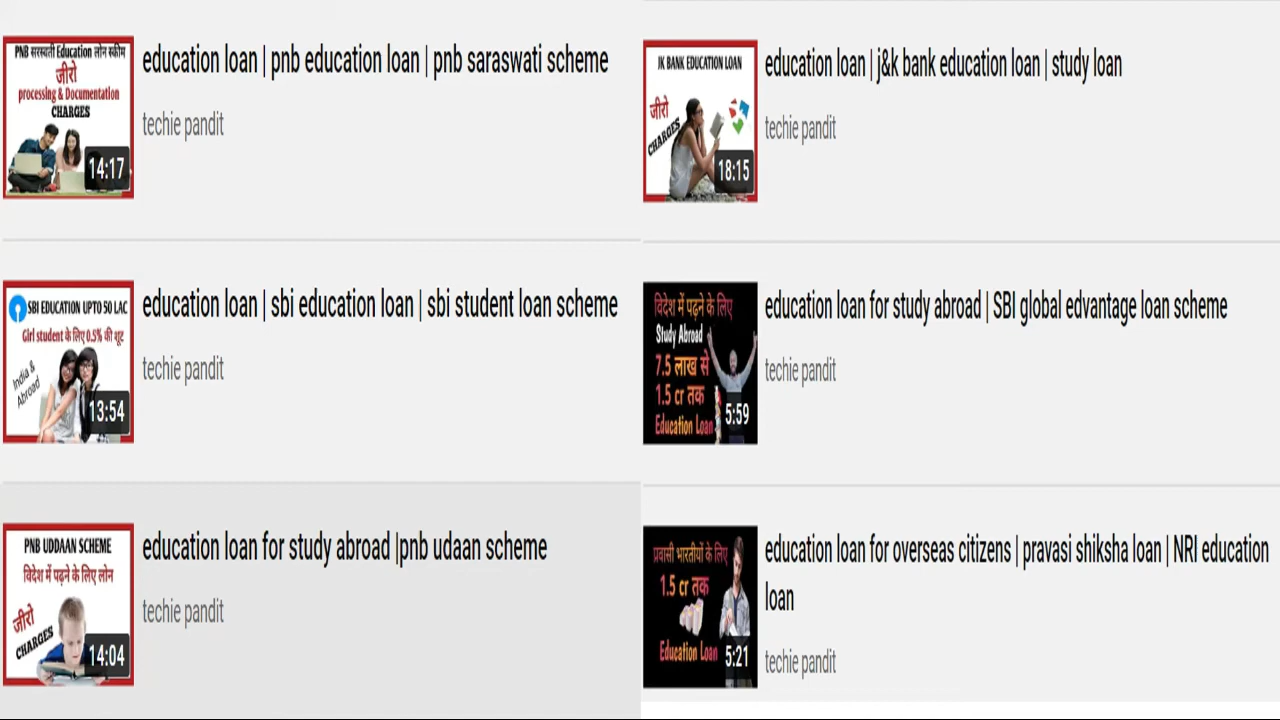 PNB सरस्वती Education लोन स्कीम
जीरो
processing & Documentation
CHARGES
14:17
education loan | pnb education loan | pnb saraswati scheme
techie pandit
SBI EDUCATION UPTO 50 LAC
Girl student के लिए 0.5% की छूट
India &
Abroad
13:54
education loan | sbi education loan | sbi student loan scheme
techie pandit
PNB UDDAAN SCHEME
विदेश में पढ़ने के लिए लोन
जीरो
CHARGES
14:04
education loan for study abroad |pnb udaan scheme
techie pandit
JK BANK EDUCATION LOAN
जीरो
CHARGES
18:15
education loan | j&k bank education loan | study loan
techie pandit
विदेश में पढ़ने के लिए
Study Abroad
7.5 लाख से
1.5 cr तक
Education Loan
5:59
education loan for study abroad | SBI global edvantage loan scheme
techie pandit
प्रवासी भारतीयों के लिए
1.5 cr तक
Education Loan
5:21
education loan for overseas citizens | pravasi shiksha loan | NRI education
loan
techie pandit